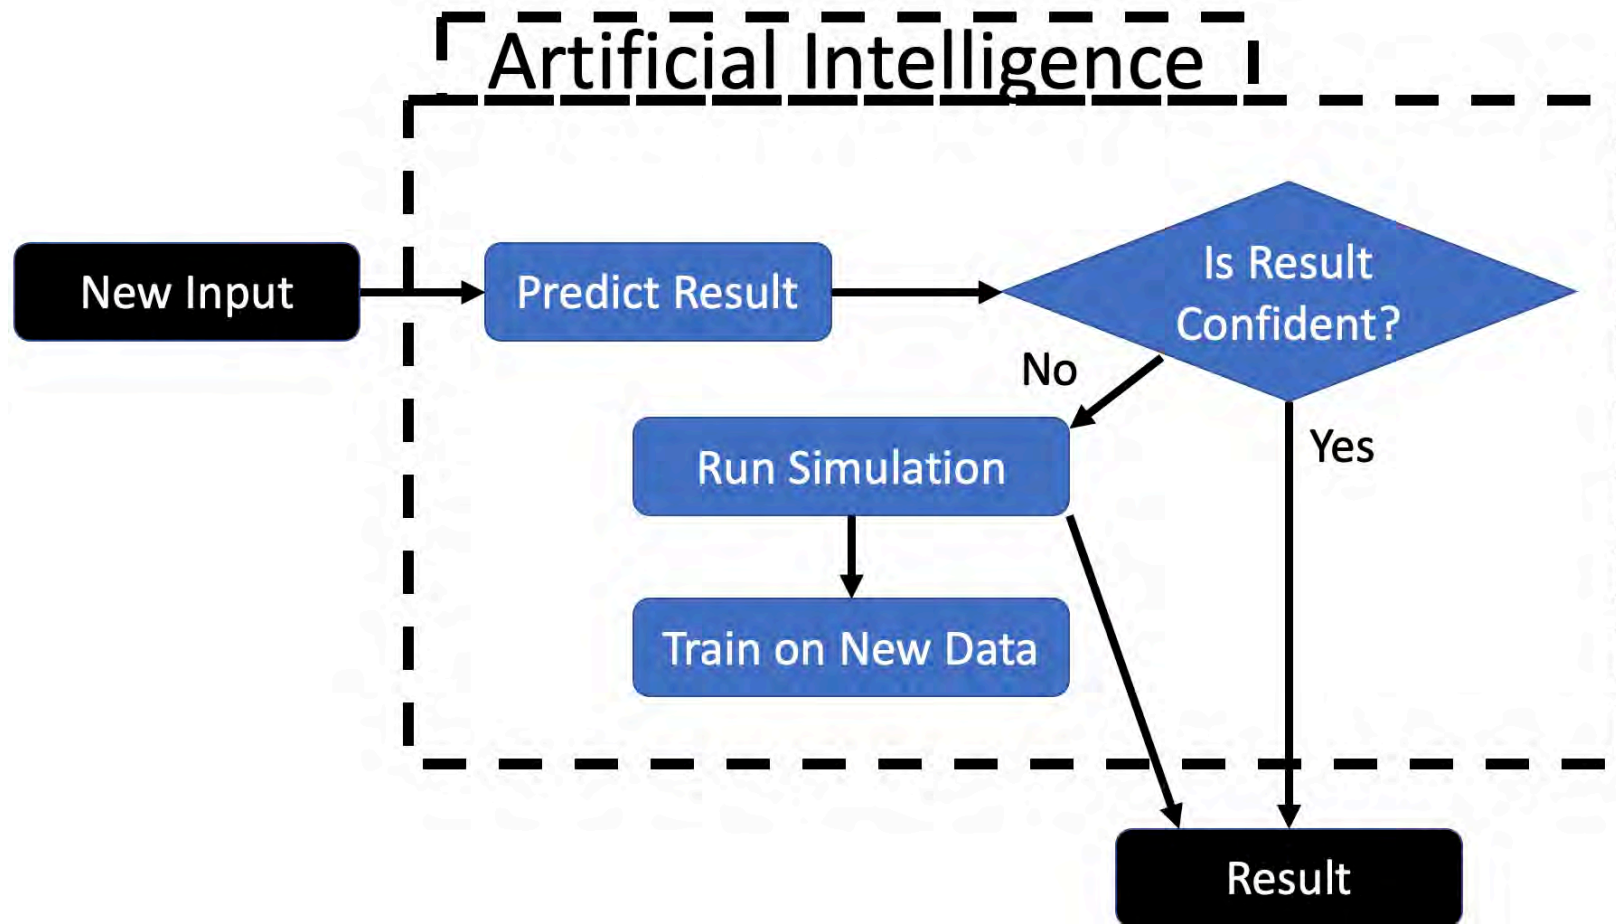 Artificial Intelligence
New Input
Predict Result
Is Result
Confident?
No
Yes
Run Simulation
Train on New Data
Result